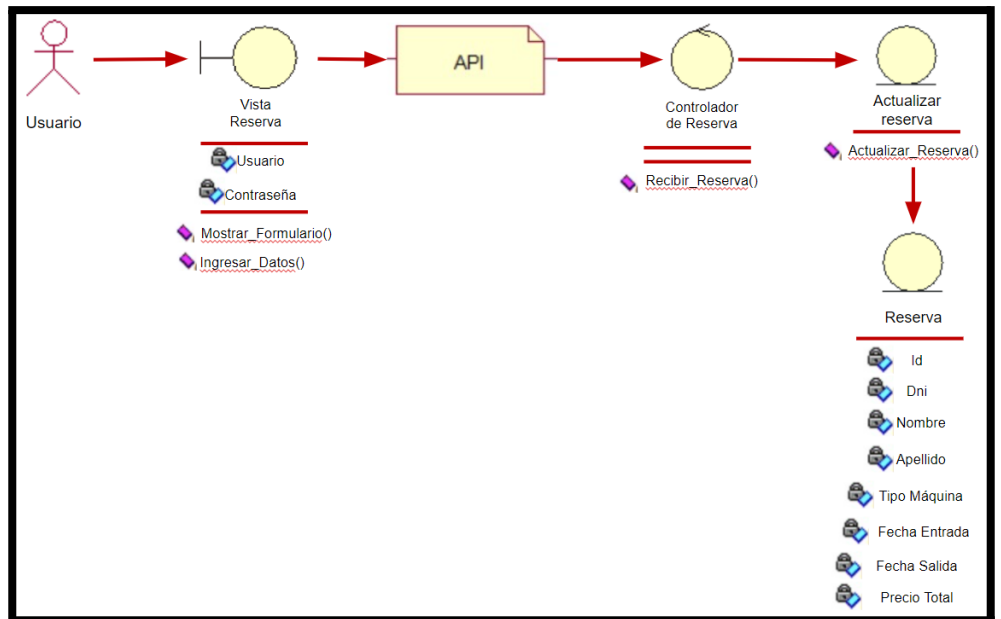 Usuario
Vista
Reserva
Usuario
Contraseña
Mostrar_Formulario()
Ingresar_Datos()
API
Controlador
de Reserva
Recibir_Reserva()
Actualizar
reserva
Actualizar_Reserva()
Reserva
Id
Dni
Nombre
Apellido
Tipo Máquina
Fecha Entrada
Fecha Salida
Precio Total